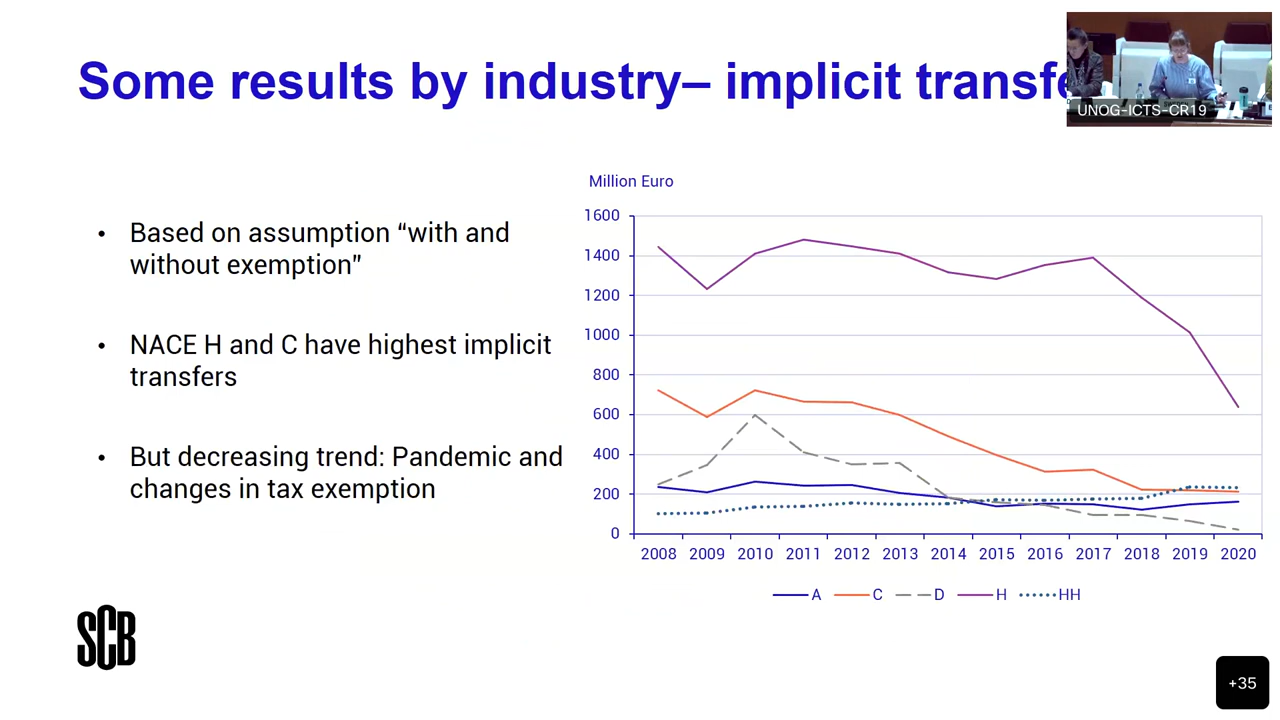 Some results by industry– implicit transfe
UNOG-ICTS-CR19
• Based on assumption “with and
without exemption”
• NACE H and C have highest implicit
transfers
• But decreasing trend: Pandemic and
changes in tax exemption
Million Euro
1600
1400
1200
1000
800
600
400
200
0
2008 2009 2010 2011 2012 2013 2014 2015 2016 2017 2018 2019 2020
A C D H HH
SCB
+35